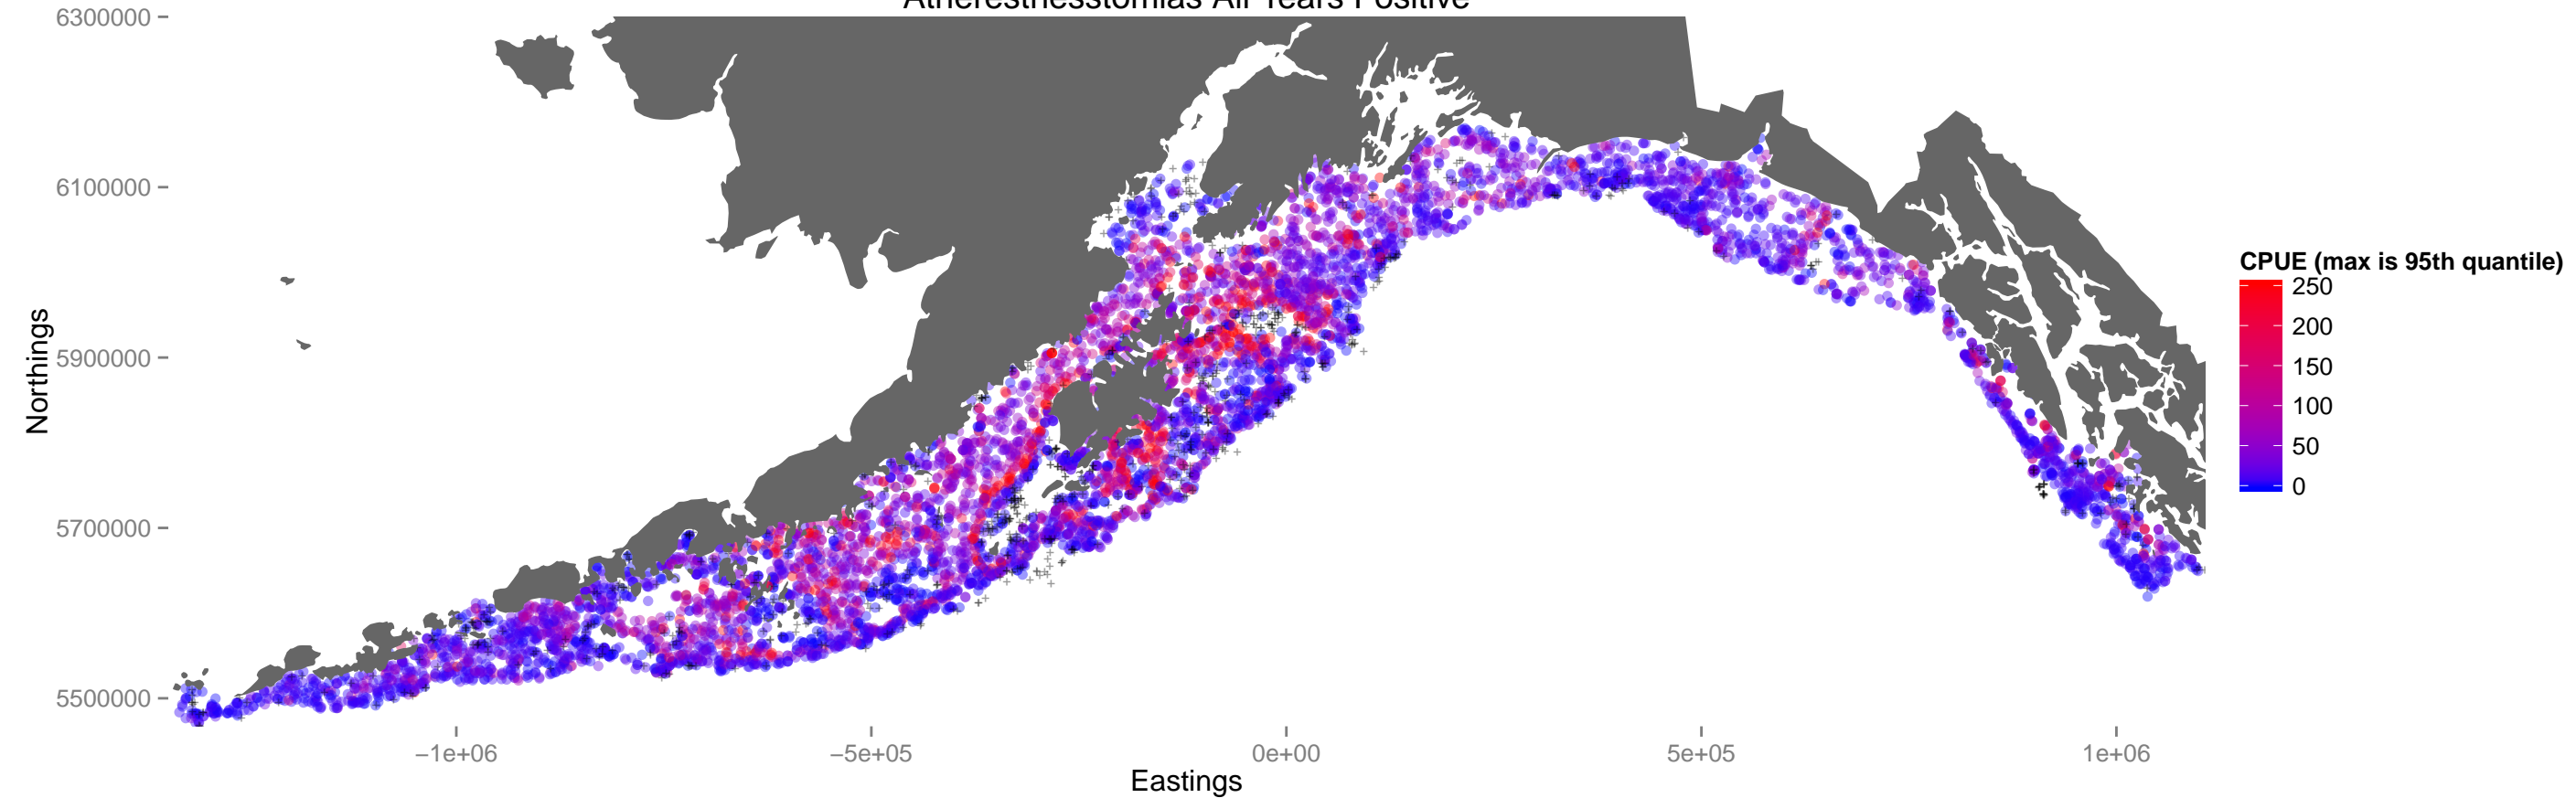 Atheresthesstomias All Years Positive
6300000
6100000
5900000
5700000
5500000
Northings
−1e+06
−5e+05
0e+00
5e+05
1e+06
Eastings
CPUE (max is 95th quantile)
250
200
150
100
50
0